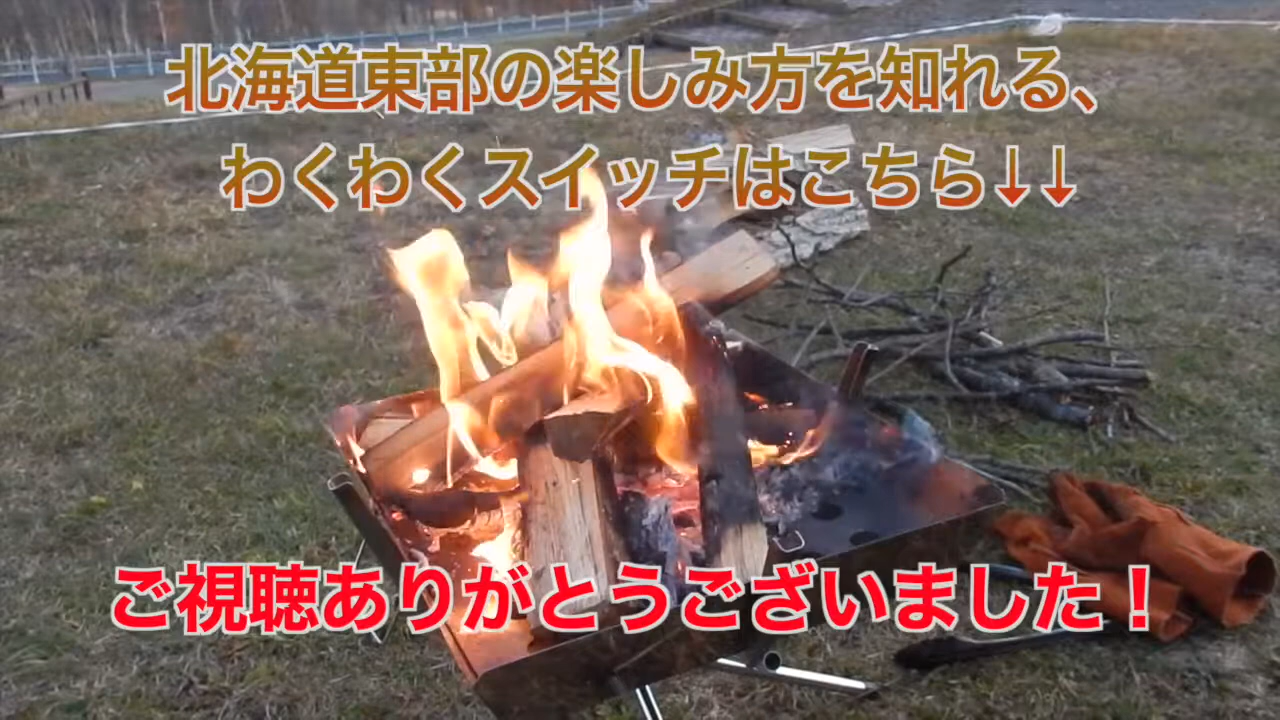 北海道東部の楽しみ方を知れる、
わくわくスイッチはこちら↓↓
ご視聴ありがとうございました！